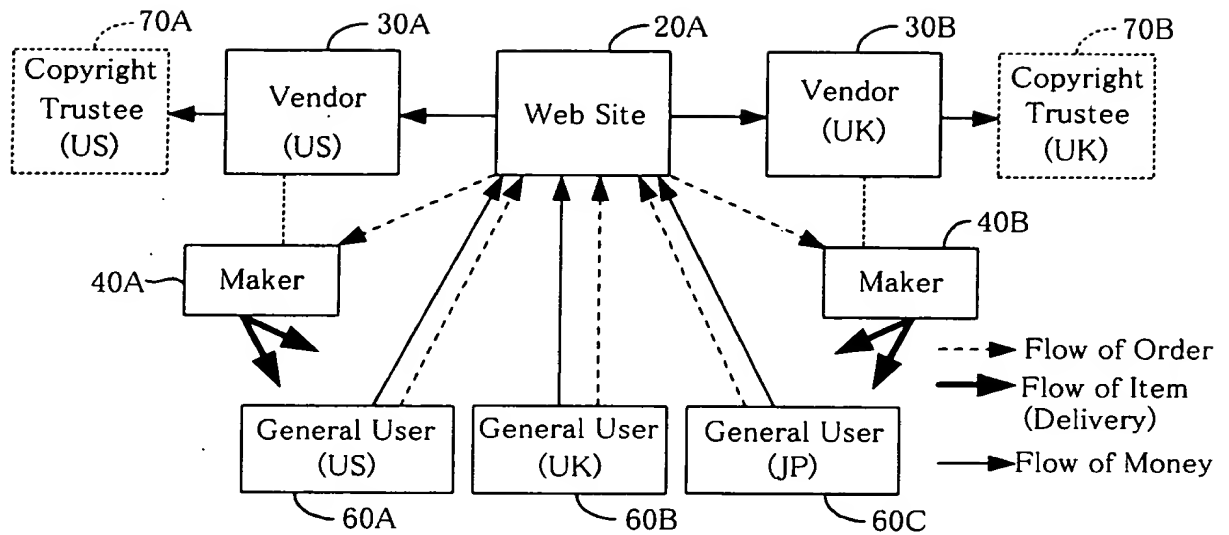 70A
30A
20A
30B
70B
Copyright
Trustee
(US)
Vendor
(US)
Web Site
Vendor
(UK)
Copyright
Trustee
(UK)
40A
Maker
40B
Maker
General User
(US)
General User
(UK)
General User
(JP)
60A
60B
60C
Flow of Order
Flow of Item
(Delivery)
Flow of Money